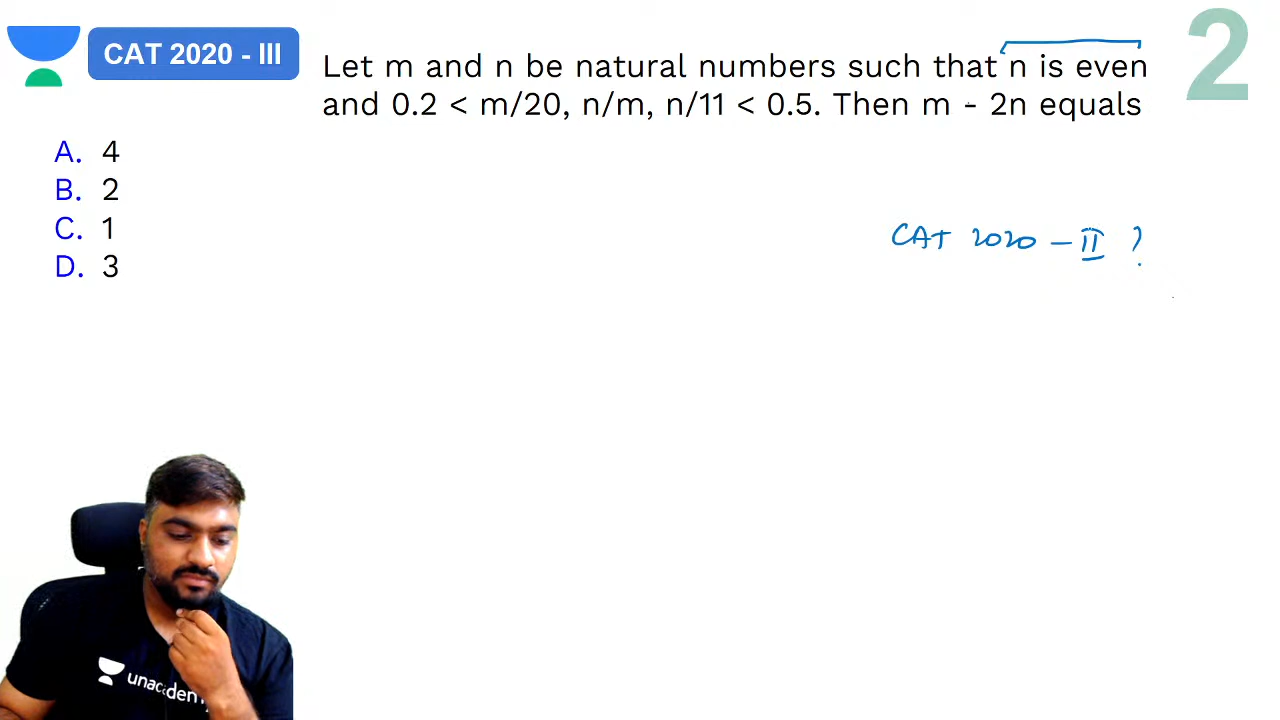 CAT 2020 - III
Let m and n be natural numbers such that n is even
and 0.2 < m/20, n/m, n/11 < 0.5. Then m - 2n equals
2
A. 4
B. 2
C. 1
D. 3
CAT 2020 - II ?
unacademy